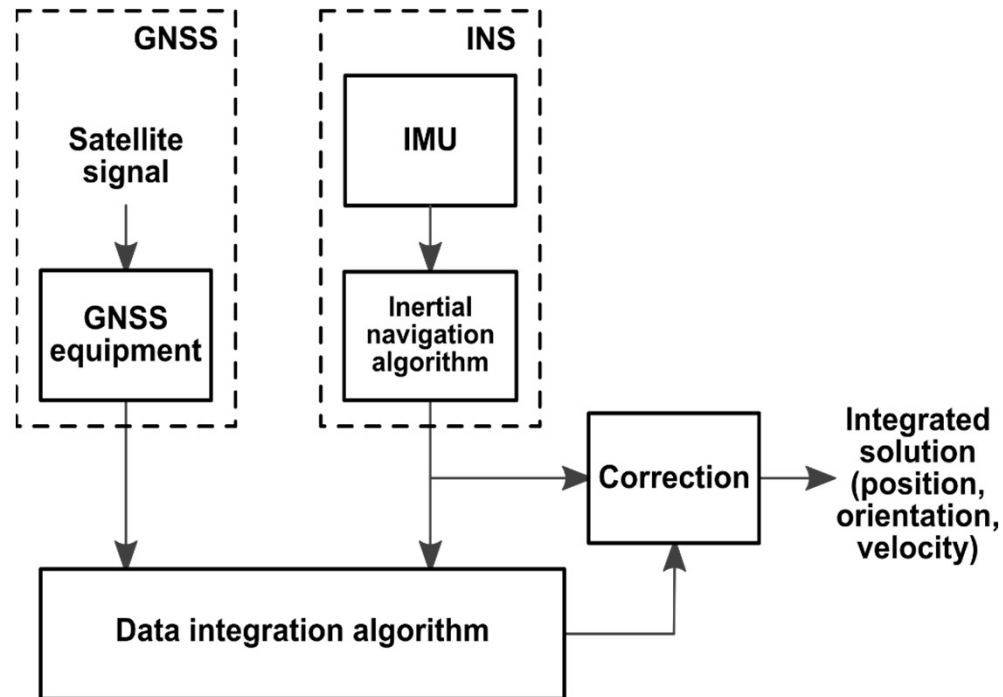 GNSS
Satellite
signal
GNSS
equipment
INS
IMU
Inertial
navigation
algorithm
Correction
Integrated
solution
(position,
orientation,
velocity)
Data integration algorithm